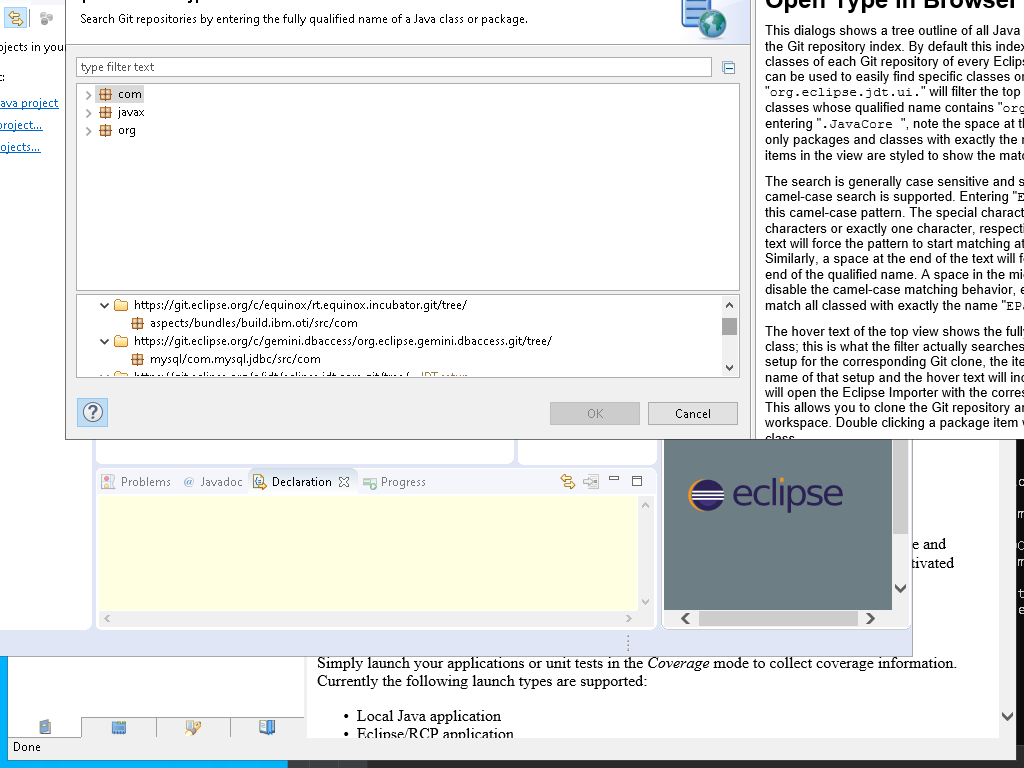 Search Git repositories by entering the fully qualified name of a Java class or package.
type filter text
com
javax
org
https://git.eclipse.org/c/equinox/rt.equinox.incubator.git/tree/
aspects/bundles/build.ibm.oti/src/com
https://git.eclipse.org/c/gemini.dbaccess/org.eclipse.gemini.dbaccess.git/tree/
mysql/com.mysql.jdbc/src/com
OK
Cancel
Open Type in Browser
This dialogs shows a tree outline of all Java
the Git repository index. By default this index
classes of each Git repository of every Eclips
can be used to easily find specific classes or
"org.eclipse.jdt.ui." will filter the top
classes whose qualified name contains "org
entering ".JavaCore ", note the space at th
only packages and classes with exactly the
items in the view are styled to show the matc
The search is generally case sensitive and s
camel-case search is supported. Entering "E
this camel-case pattern. The special charact
characters or exactly one character, respecti
text will force the pattern to start matching at
Similarly, a space at the end of the text will f
end of the qualified name. A space in the mi
disable the camel-case matching behavior, e
match all classed with exactly the name "EPa
The hover text of the top view shows the fully
class; this is what the filter actually searches
setup for the corresponding Git clone, the ite
name of that setup and the hover text will inc
will open the Eclipse Importer with the corres
This allows you to clone the Git repository an
workspace. Double clicking a package item w
class.
ojects in you
ava project
project...
ojects...
Problems
Javadoc
Declaration
Progress
eclipse
e and
tivated
Simply launch your applications or unit tests in the Coverage mode to collect coverage information.
Currently the following launch types are supported:
• Local Java application
• Eclipse/RCP application
Done